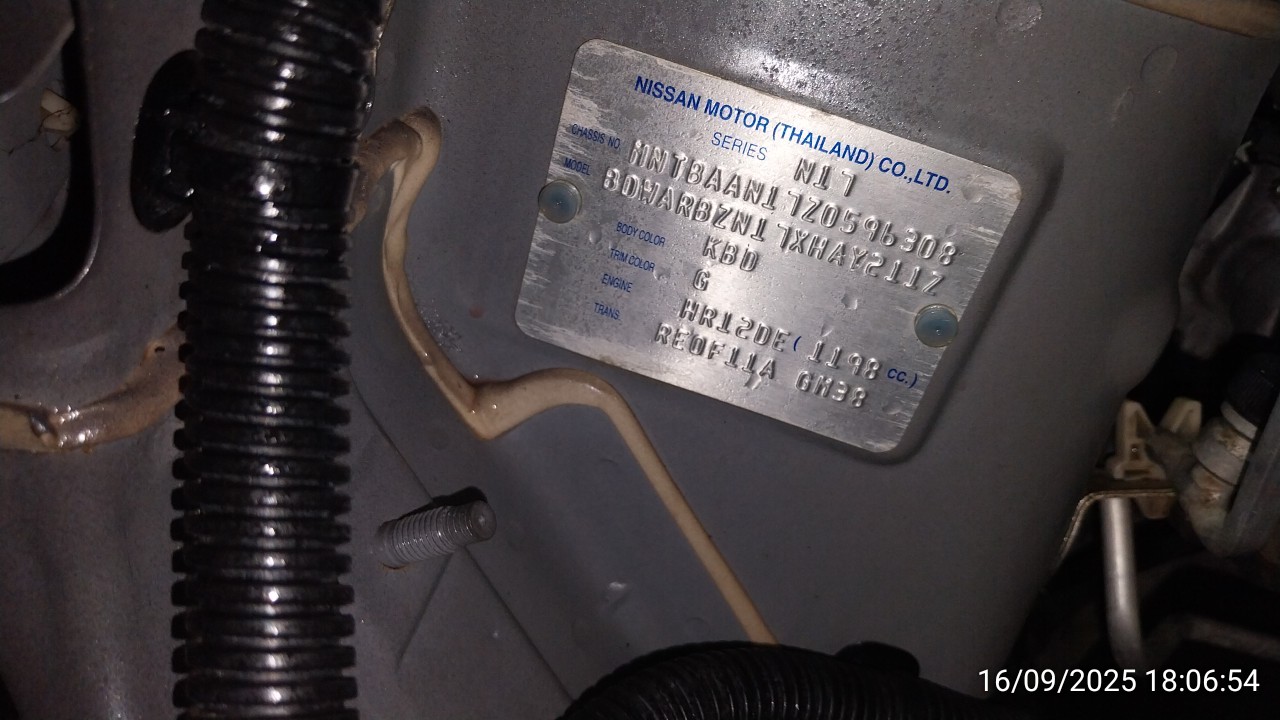 NISSAN MOTOR (THAILAND) CO.,LTD.
SERIES N17
CHASSIS NO. MNTBAAN17Z0596308
MODEL BDWARBZN17XHAY211Z
BODY COLOR KBD
TRIM COLOR G
ENGINE HR12DE ( 1198 CC.)
TRANS. RE0F11A GM38
16/09/2025 18:06:54